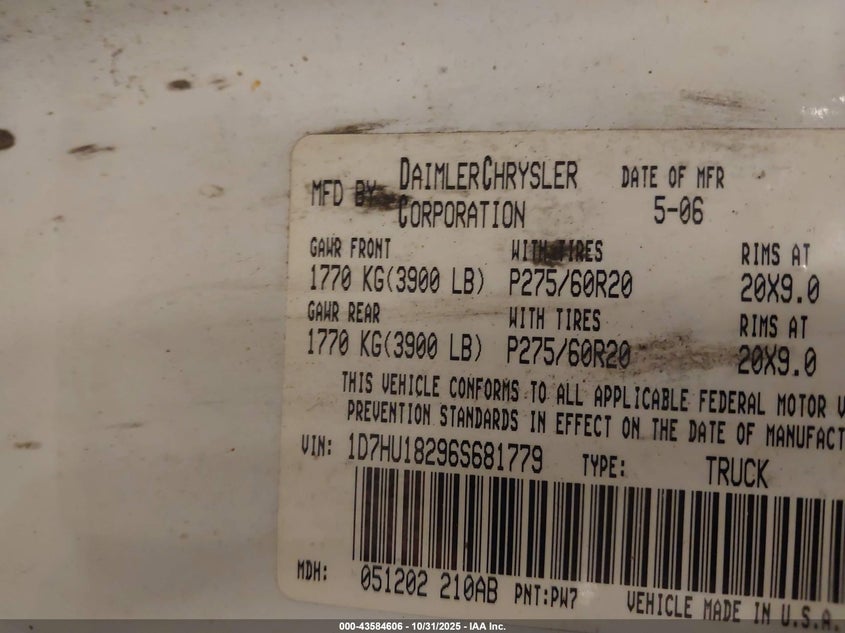 MFD BY DAIMLERCHRYSLER CORPORATION DATE OF MFR 5-06
GAWR FRONT WITH TIRES RIMS AT
1770 KG(3900 LB) P275/60R20 20X9.0
GAWR REAR WITH TIRES RIMS AT
1770 KG(3900 LB) P275/60R20 20X9.0
THIS VEHICLE CONFORMS TO ALL APPLICABLE FEDERAL MOTOR V
PREVENTION STANDARDS IN EFFECT ON THE DATE OF MANUFACT
VIN: 1D7HU18296S681779 TYPE: TRUCK
MDH: 051202 210AB PNT:PW7 VEHICLE MADE IN U.S.A.
000-43584606 - 10/31/2025 - IAA Inc.